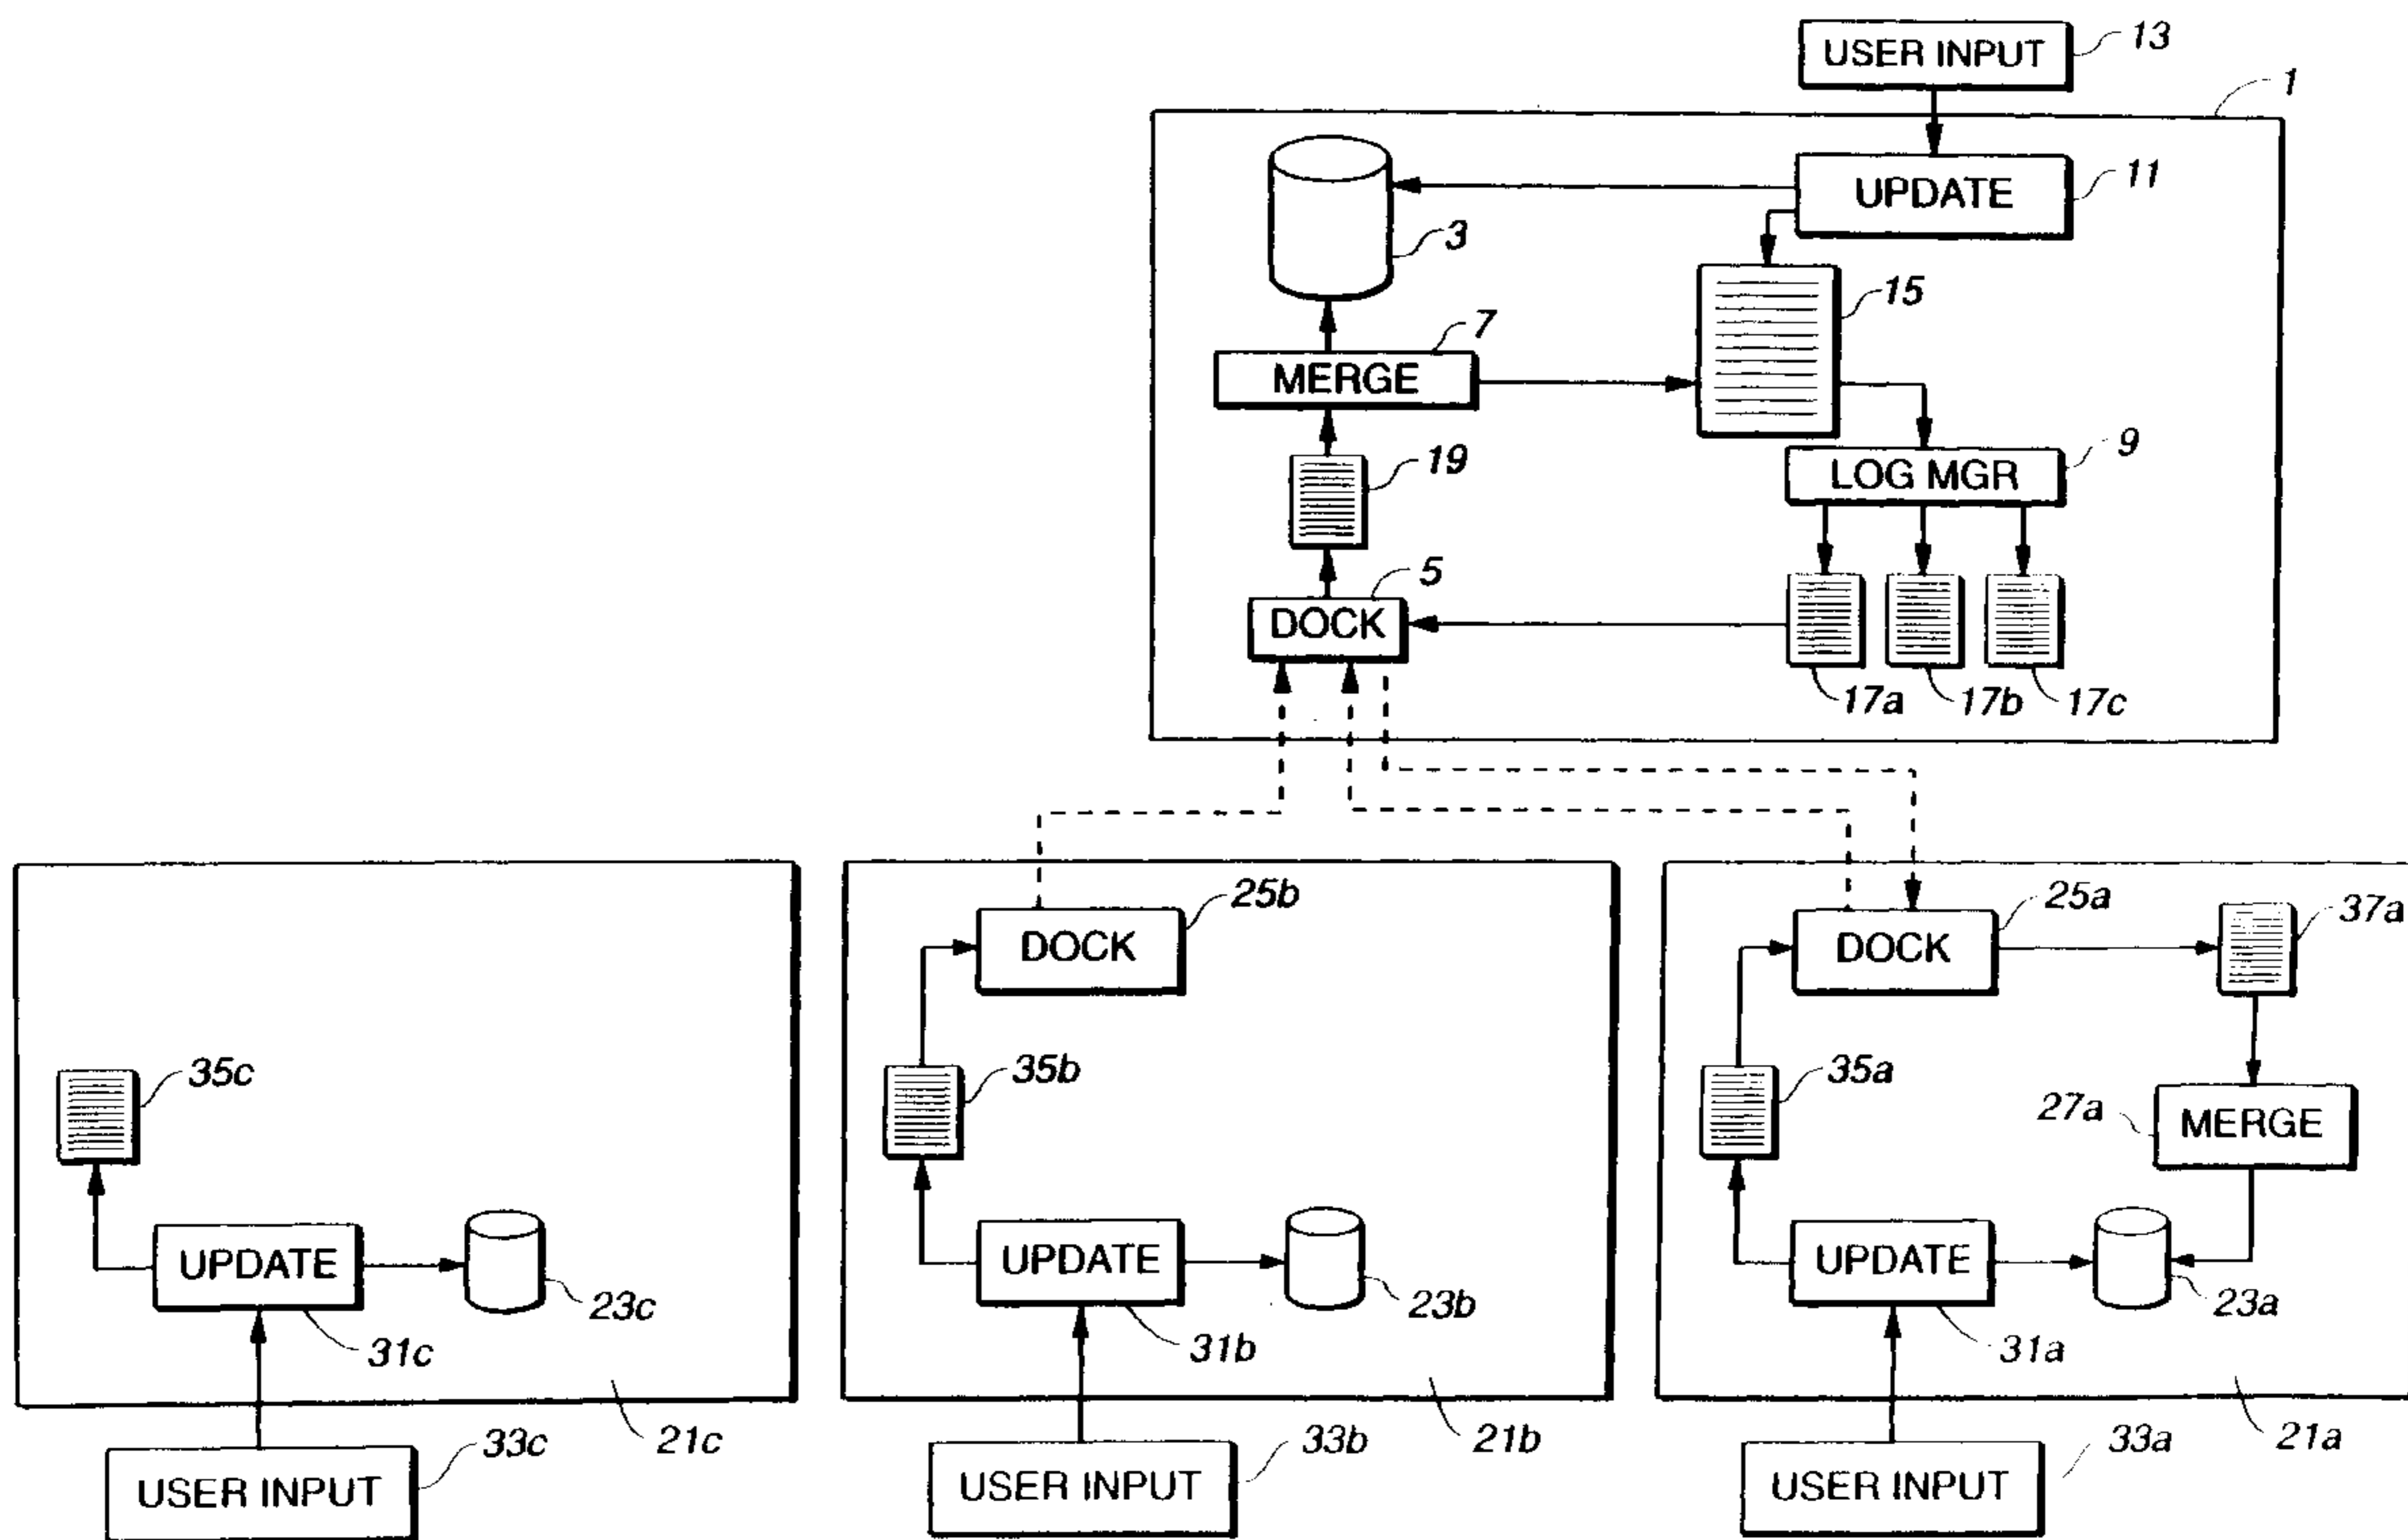 USER INPUT 13
1
UPDATE 11
3
15
7
MERGE
9
19
LOG MGR
5
DOCK
17a 17b 17c
25b
DOCK
25a
DOCK
37a
35c
35b
35a
27a MERGE
UPDATE
23c
31c
UPDATE
23b
31b
UPDATE
23a
31a
21c
21b
21a
33c
USER INPUT
33b
USER INPUT
33a
USER INPUT